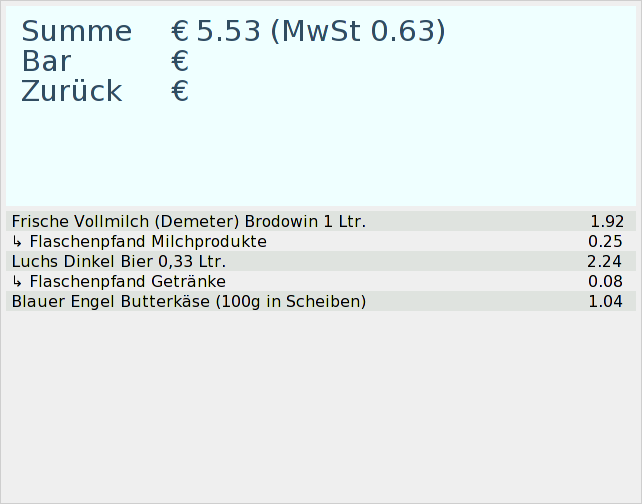 Summe € 5.53 (MwSt 0.63)
Bar €
Zurück €
Frische Vollmilch (Demeter) Brodowin 1 Ltr. 1.92
↳ Flaschenpfand Milchprodukte 0.25
Luchs Dinkel Bier 0,33 Ltr. 2.24
↳ Flaschenpfand Getränke 0.08
Blauer Engel Butterkäse (100g in Scheiben) 1.04